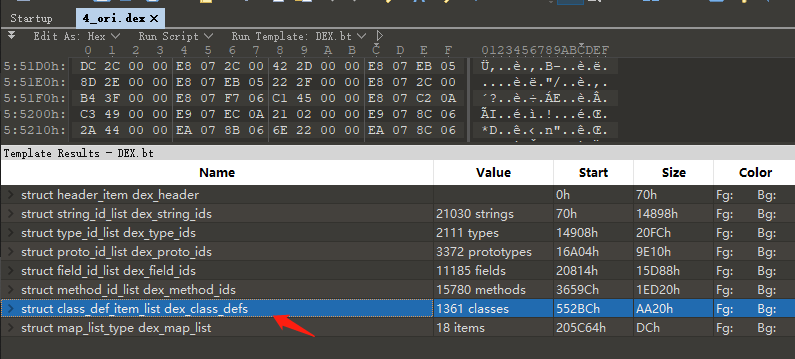 Startup 4_ori.dex ×
Edit As: Hex Run Script Run Template: DEX.bt
0 1 2 3 4 5 6 7 8 9 A B C D E F 0123456789ABCDEF
5:51D0h: DC 2C 00 00 E8 07 2C 00 42 2D 00 00 E8 07 EB 05 Ü,..è.,.B-..è.ë.
5:51E0h: 8D 2E 00 00 E8 07 EB 05 22 2F 00 00 E8 07 2C 00 ....è.ë."/..è.,.
5:51F0h: B4 3F 00 00 E8 07 F7 06 C1 45 00 00 E8 07 C2 0A ´?..è.÷.ÁE..è.Â.
5:5200h: C3 49 00 00 E9 07 EC 0A 21 02 00 00 E9 07 8C 06 ÃI..é.ì.!...é.Œ.
5:5210h: 2A 44 00 00 EA 07 8B 06 6E 22 00 00 EA 07 8C 06 *D..ê.‹.n"..ê.Œ.
Template Results - DEX.bt
Name Value Start Size Color
struct header_item dex_header 0h 70h Fg: Bg:
struct string_id_list dex_string_ids 21030 strings 70h 14898h Fg: Bg:
struct type_id_list dex_type_ids 2111 types 14908h 20FCh Fg: Bg:
struct proto_id_list dex_proto_ids 3372 prototypes 16A04h 9E10h Fg: Bg:
struct field_id_list dex_field_ids 11185 fields 20814h 15D88h Fg: Bg:
struct method_id_list dex_method_ids 15780 methods 3659Ch 1ED20h Fg: Bg:
struct class_def_item_list dex_class_defs 1361 classes 552BCh AA20h Fg: Bg:
struct map_list_type dex_map_list 18 items 205C64h DCh Fg: Bg: